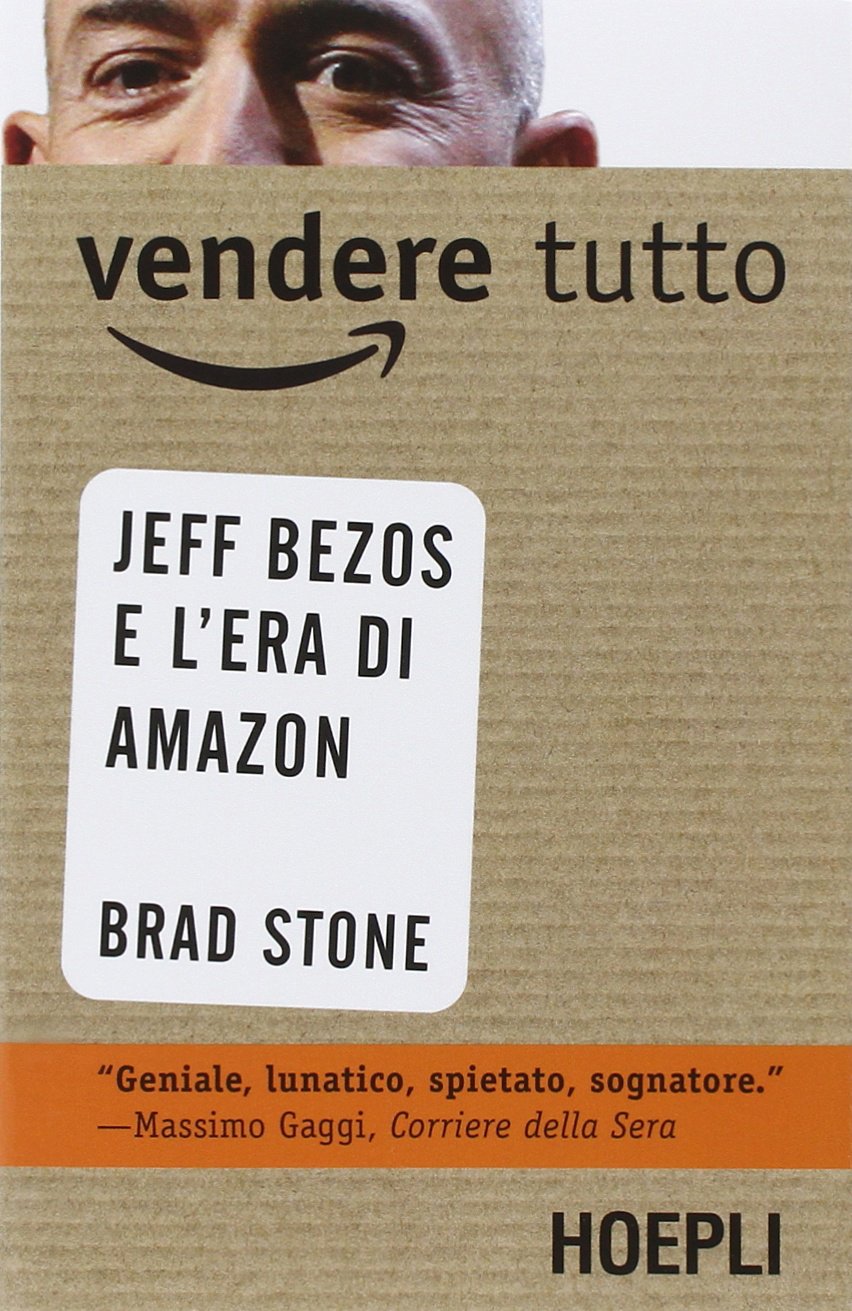 vendere tutto
JEFF BEZOS
E L’ERA DI
AMAZON
BRAD STONE
“Geniale, lunatico, spietato, sognatore.”
—Massimo Gaggi, Corriere della Sera
HOEPLI